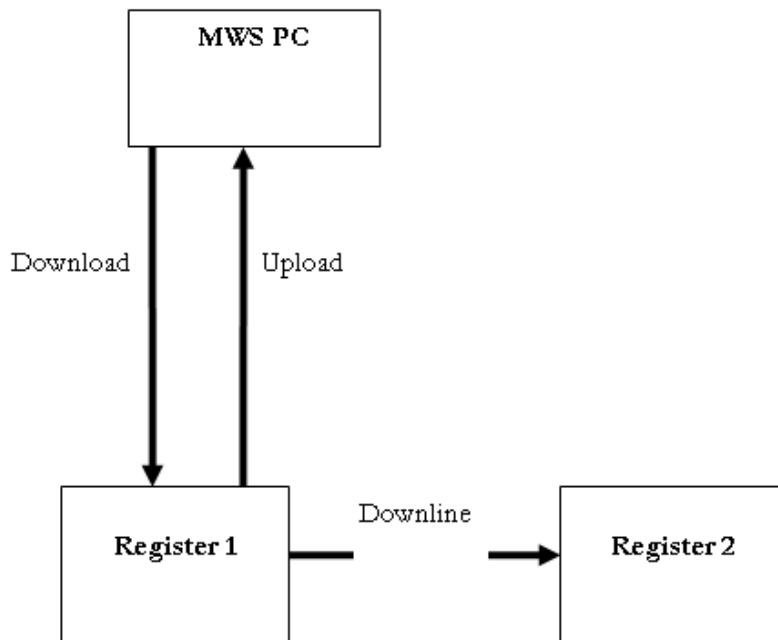 MWS PC
Download
Upload
Downline
Register 1
Register 2